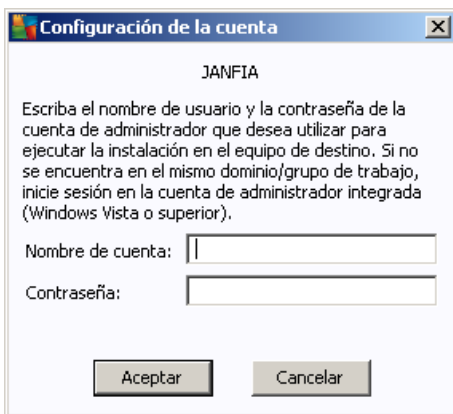 Configuración de la cuenta
JANFIA
Escriba el nombre de usuario y la contraseña de la
cuenta de administrador que desea utilizar para
ejecutar la instalación en el equipo de destino. Si no
se encuentra en el mismo dominio/grupo de trabajo,
inicie sesión en la cuenta de administrador integrada
(Windows Vista o superior).
Nombre de cuenta:
Contraseña:
Aceptar Cancelar